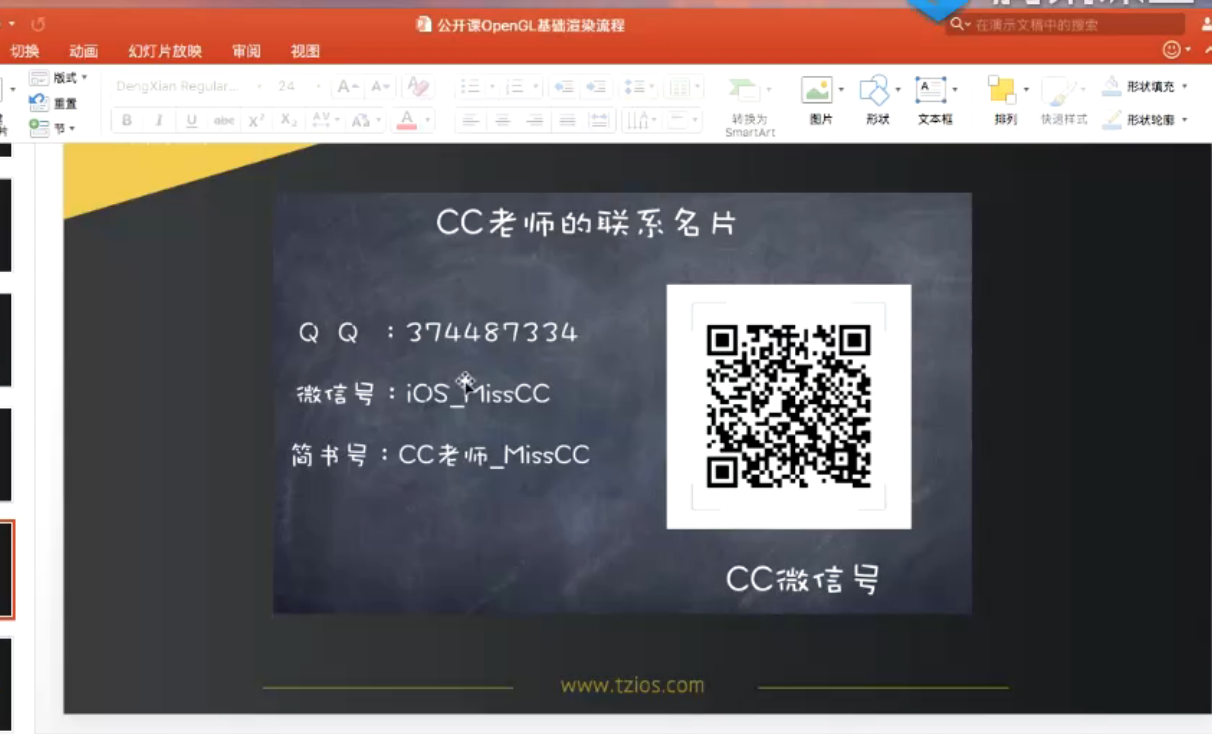 公开课OpenGL基础渲染流程
在演示文稿中的搜索
切换 动画 幻灯片放映 审阅 视图
版式
重置
节
DengXian Regular... 24
B I U abc X² X₂ AV Aa A
转换为
SmartArt
图片
形状
文本框
排列
快速样式
形状填充
形状轮廓
CC老师的联系名片
Q Q :374487334
微信号:iOS_MissCC
简书号:CC老师_MissCC
CC微信号
www.tzios.com